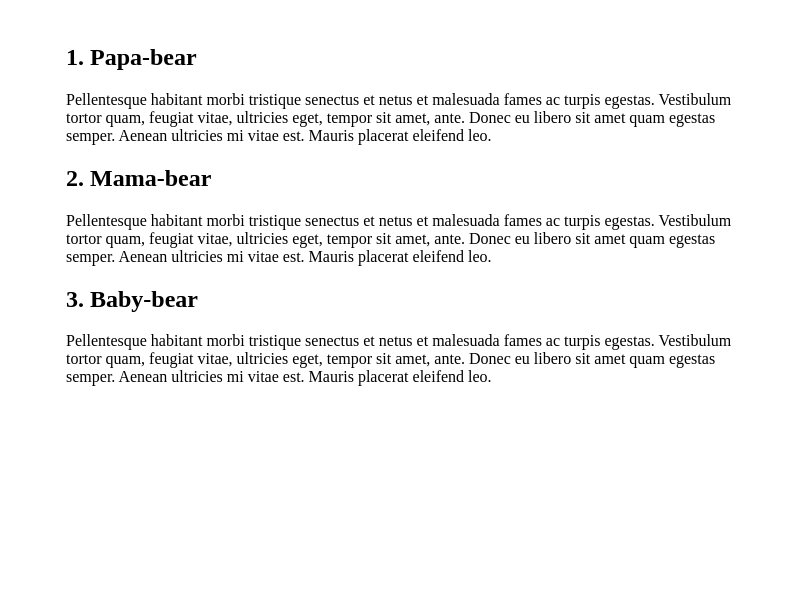 1. Papa-bear
Pellentesque habitant morbi tristique senectus et netus et malesuada fames ac turpis egestas. Vestibulum
tortor quam, feugiat vitae, ultricies eget, tempor sit amet, ante. Donec eu libero sit amet quam egestas
semper. Aenean ultricies mi vitae est. Mauris placerat eleifend leo.
2. Mama-bear
Pellentesque habitant morbi tristique senectus et netus et malesuada fames ac turpis egestas. Vestibulum
tortor quam, feugiat vitae, ultricies eget, tempor sit amet, ante. Donec eu libero sit amet quam egestas
semper. Aenean ultricies mi vitae est. Mauris placerat eleifend leo.
3. Baby-bear
Pellentesque habitant morbi tristique senectus et netus et malesuada fames ac turpis egestas. Vestibulum
tortor quam, feugiat vitae, ultricies eget, tempor sit amet, ante. Donec eu libero sit amet quam egestas
semper. Aenean ultricies mi vitae est. Mauris placerat eleifend leo.